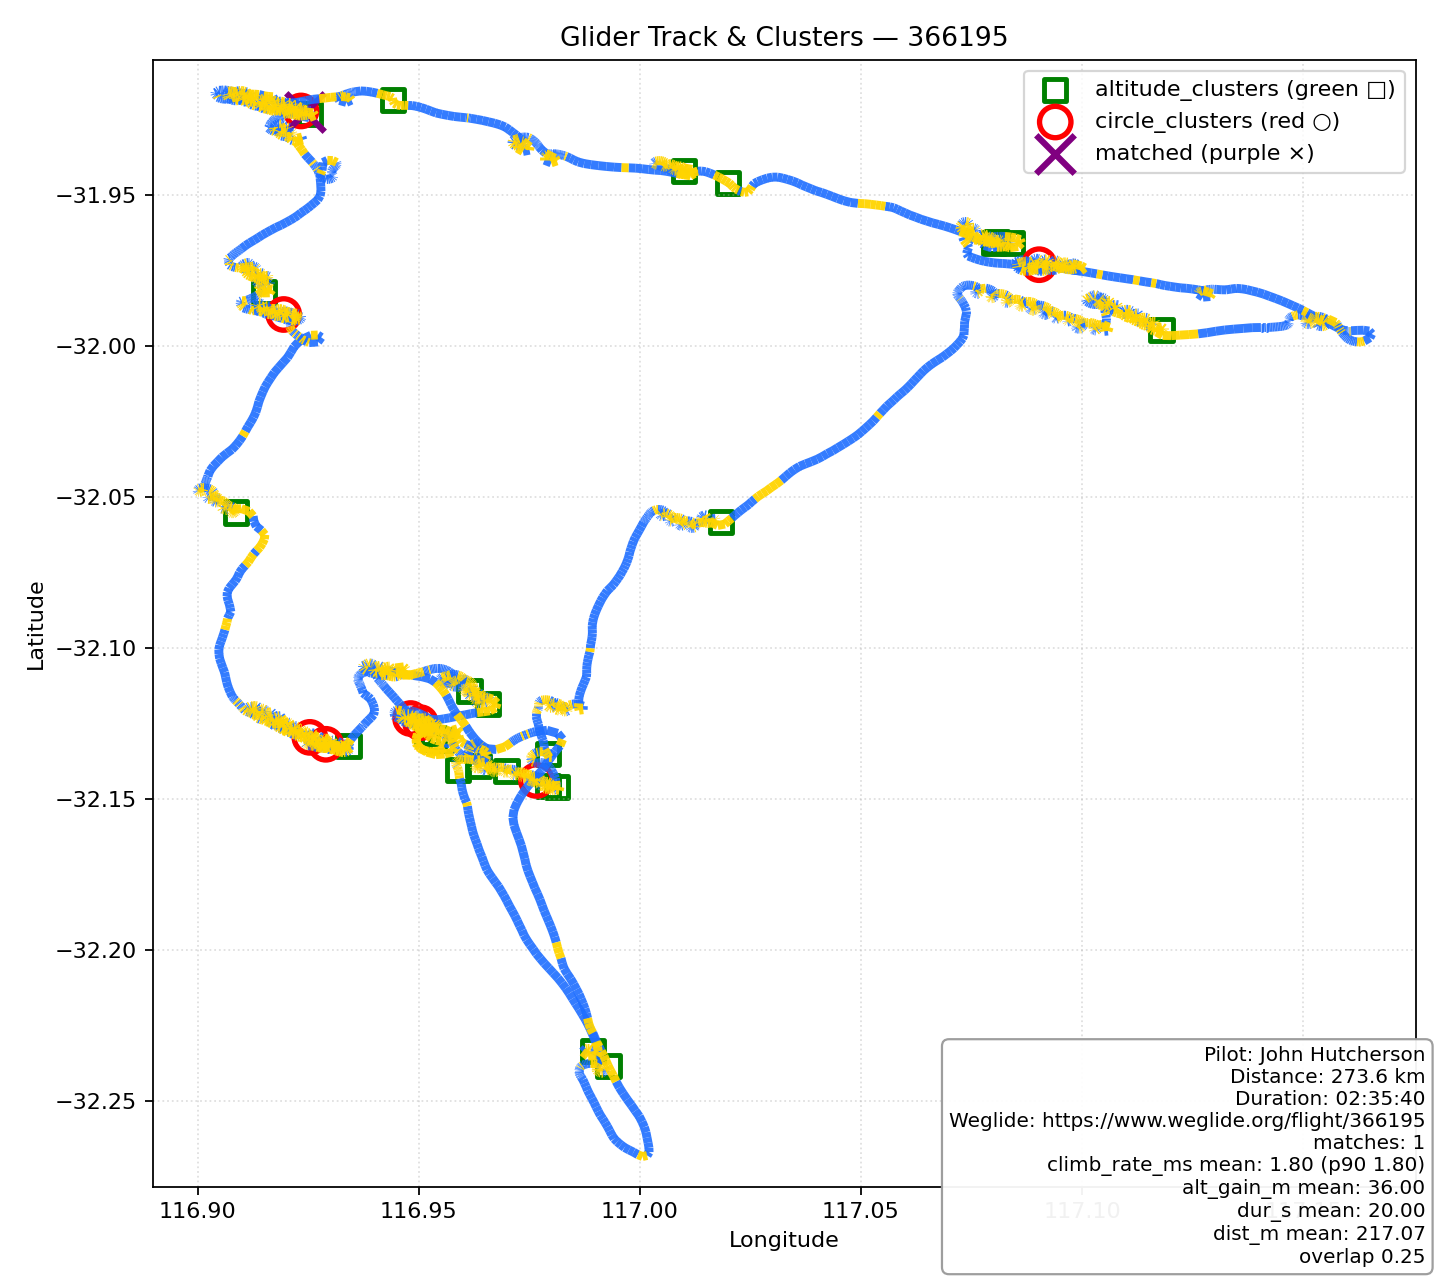 Glider Track & Clusters — 366195
altitude_clusters (green □)
circle_clusters (red ○)
matched (purple ×)
Latitude
−31.95
−32.00
−32.05
−32.10
−32.15
−32.20
−32.25
116.90
116.95
117.00
117.05
117.10
Longitude
Pilot: John Hutcherson
Distance: 273.6 km
Duration: 02:35:40
Weglide: https://www.weglide.org/flight/366195
matches: 1
climb_rate_ms mean: 1.80 (p90 1.80)
alt_gain_m mean: 36.00
dur_s mean: 20.00
dist_m mean: 217.07
overlap 0.25